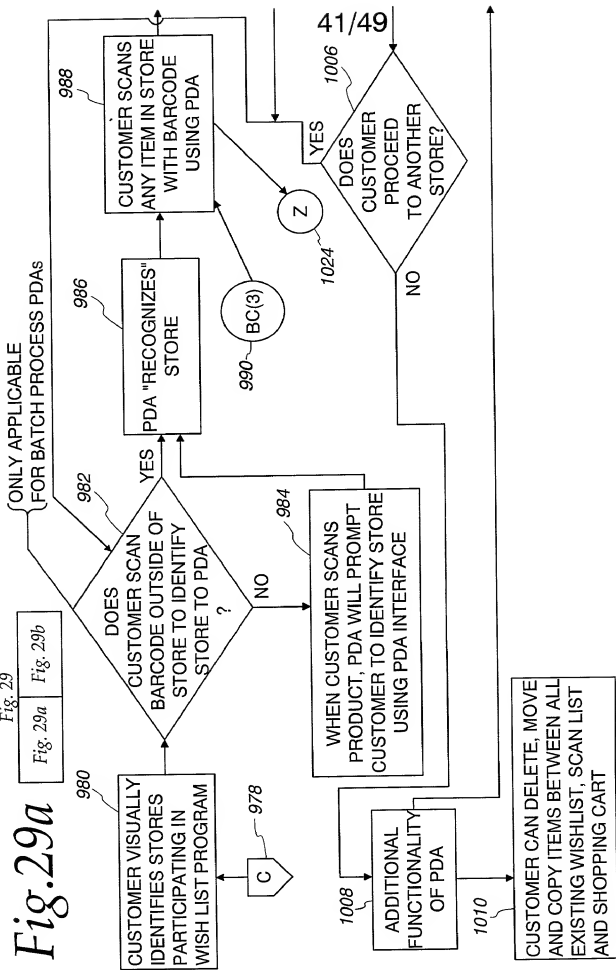 41/49
Fig. 29a
Fig. 29
Fig. 29a
Fig. 29b
ONLY APPLICABLE
FOR BATCH PROCESS PDAs
980
CUSTOMER VISUALLY
IDENTIFIES STORES
PARTICIPATING IN
WISH LIST PROGRAM
C
978
982
DOES
CUSTOMER SCAN
BARCODE OUTSIDE OF
STORE TO IDENTIFY
STORE TO PDA
?
YES
NO
984
WHEN CUSTOMER SCANS
PRODUCT, PDA WILL PROMPT
CUSTOMER TO IDENTIFY STORE
USING PDA INTERFACE
986
PDA "RECOGNIZES"
STORE
988
CUSTOMER SCANS
ANY ITEM IN STORE
WITH BARCODE
USING PDA
990
BC(3)
Z
1024
1006
DOES
CUSTOMER
PROCEED
TO ANOTHER
STORE?
YES
NO
1008
ADDITIONAL
FUNCTIONALITY
OF PDA
1010
CUSTOMER CAN DELETE, MOVE
AND COPY ITEMS BETWEEN ALL
EXISTING WISHLIST, SCAN LIST
AND SHOPPING CART